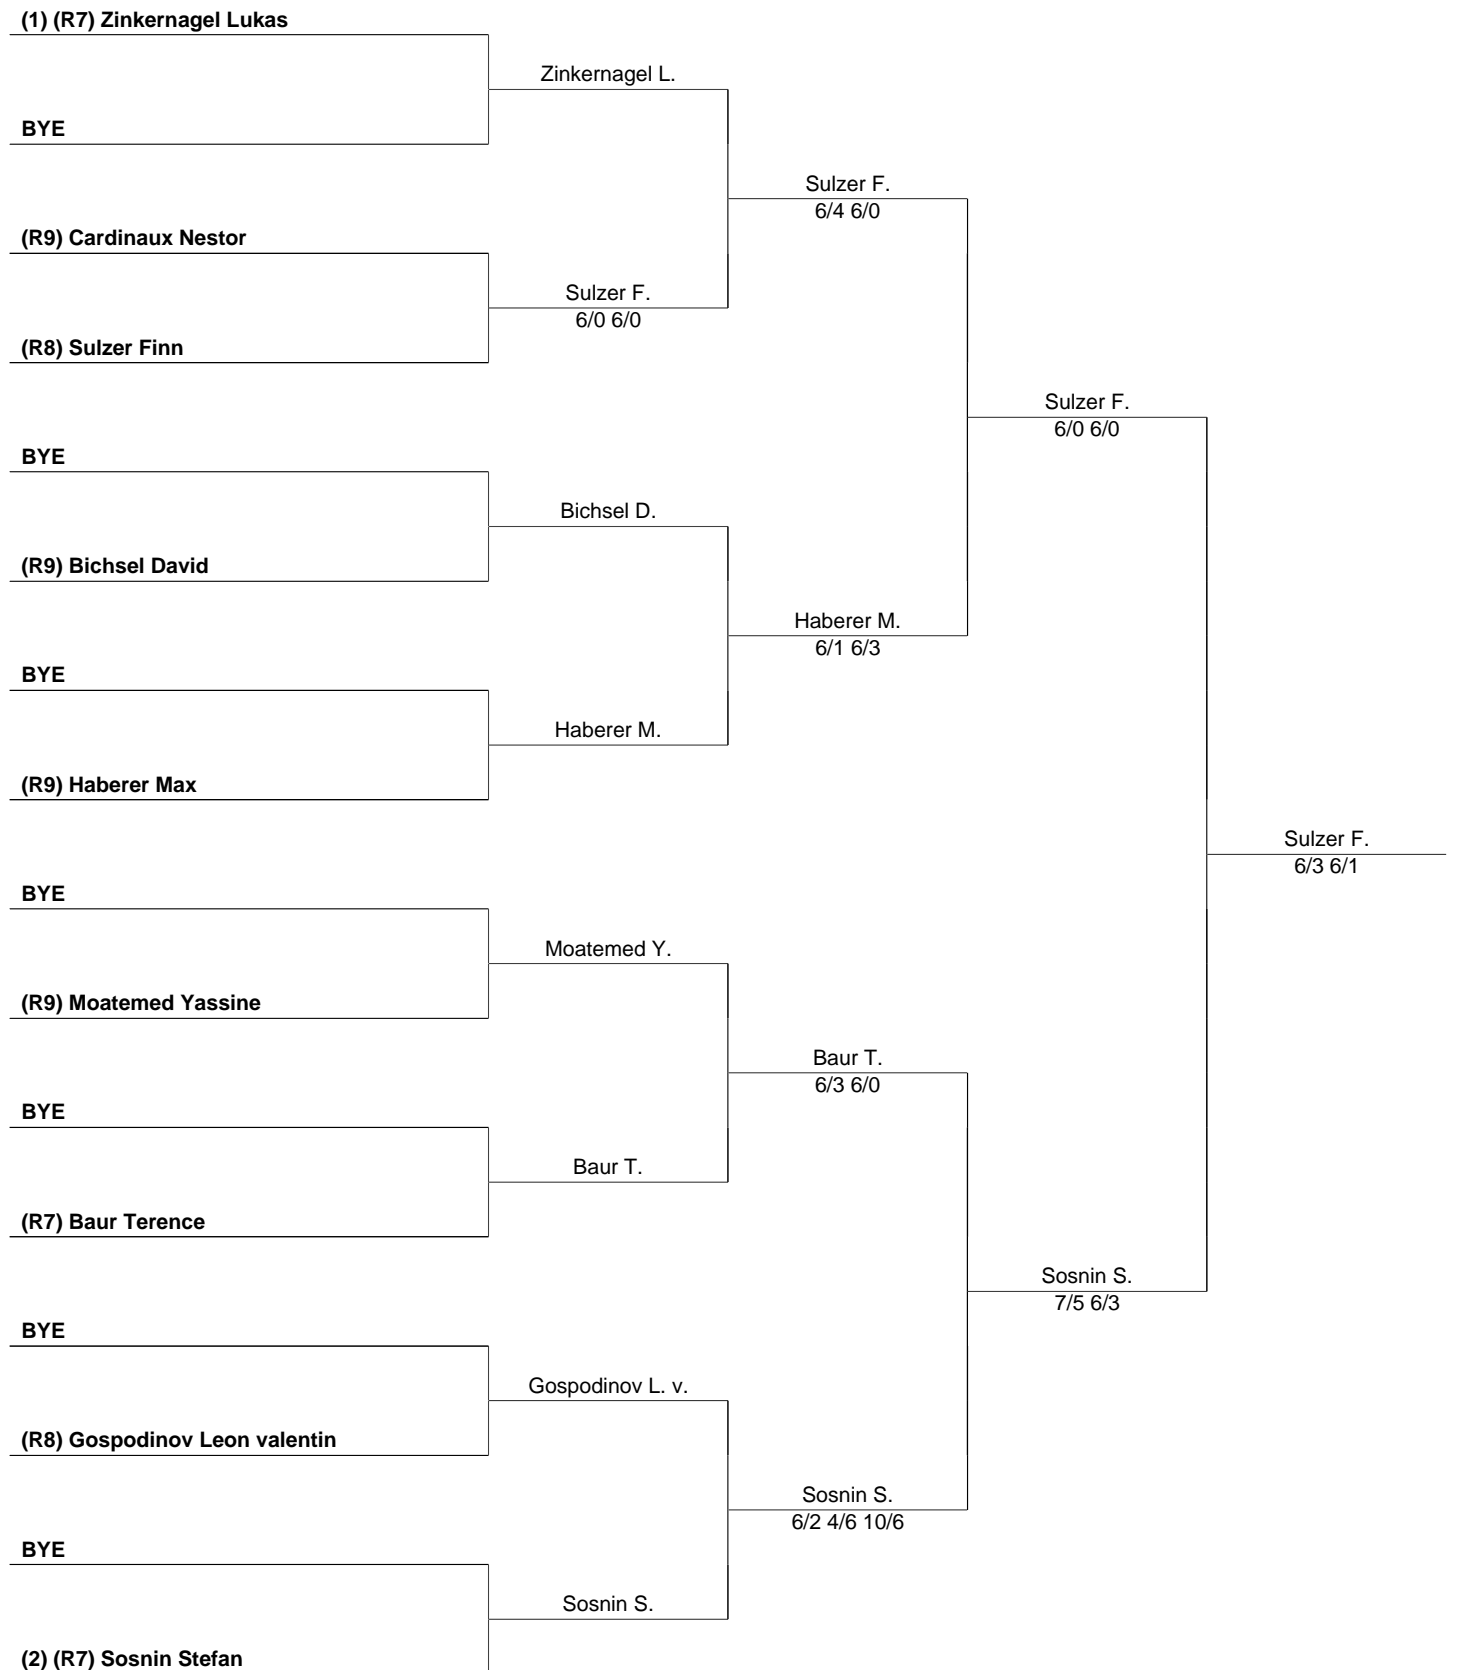 (1) (R7) Zinkernagel Lukas
Zinkernagel L.
BYE
Sulzer F.
6/4 6/0
(R9) Cardinaux Nestor
Sulzer F.
6/0 6/0
(R8) Sulzer Finn
Sulzer F.
6/0 6/0
BYE
Bichsel D.
(R9) Bichsel David
Haberer M.
6/1 6/3
BYE
Haberer M.
(R9) Haberer Max
Sulzer F.
6/3 6/1
BYE
Moatemed Y.
(R9) Moatemed Yassine
Baur T.
6/3 6/0
BYE
Baur T.
(R7) Baur Terence
Sosnin S.
7/5 6/3
BYE
Gospodinov L. v.
(R8) Gospodinov Leon valentin
Sosnin S.
6/2 4/6 10/6
BYE
Sosnin S.
(2) (R7) Sosnin Stefan